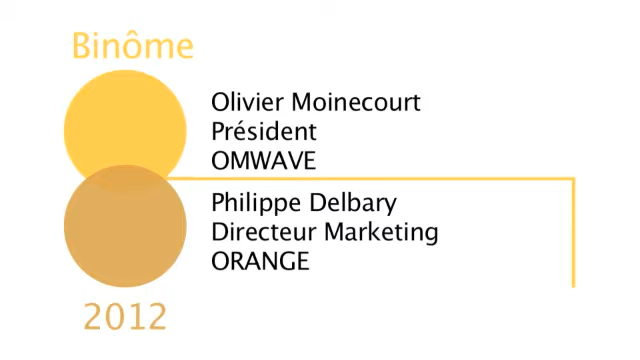 Binôme
Olivier Moinecourt
Président
OMWAVE
Philippe Delbary
Directeur Marketing
ORANGE
2012